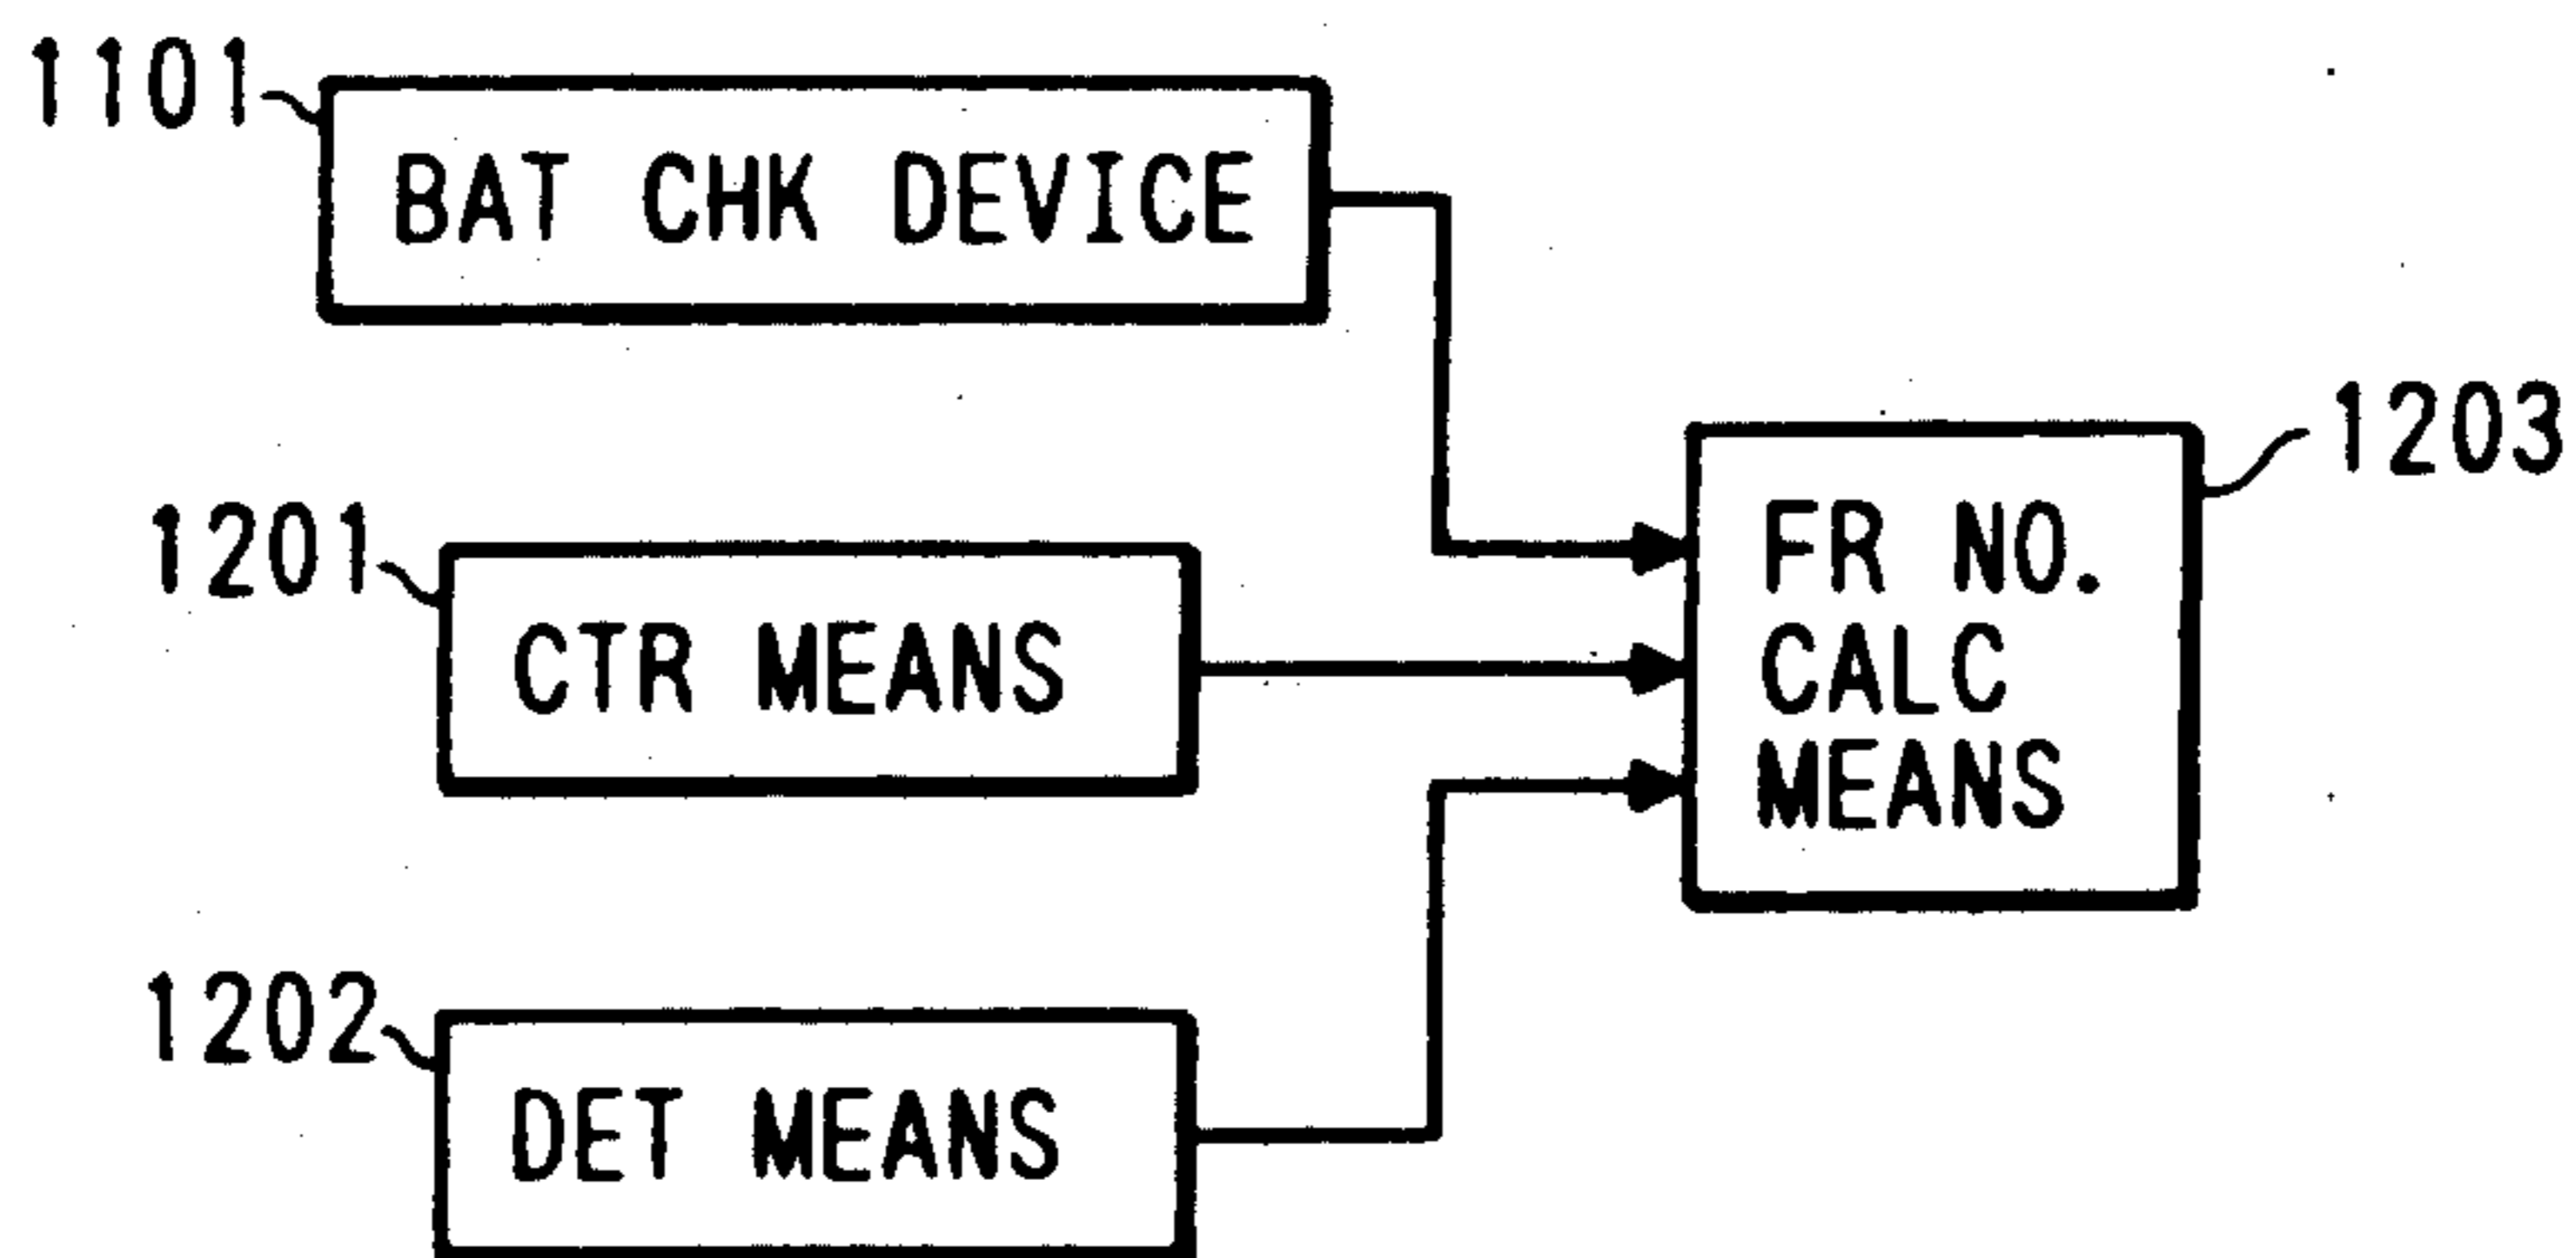 1101
BAT CHK DEVICE
1203
1201
FR NO.
CALC
MEANS
CTR MEANS
1202
DET MEANS